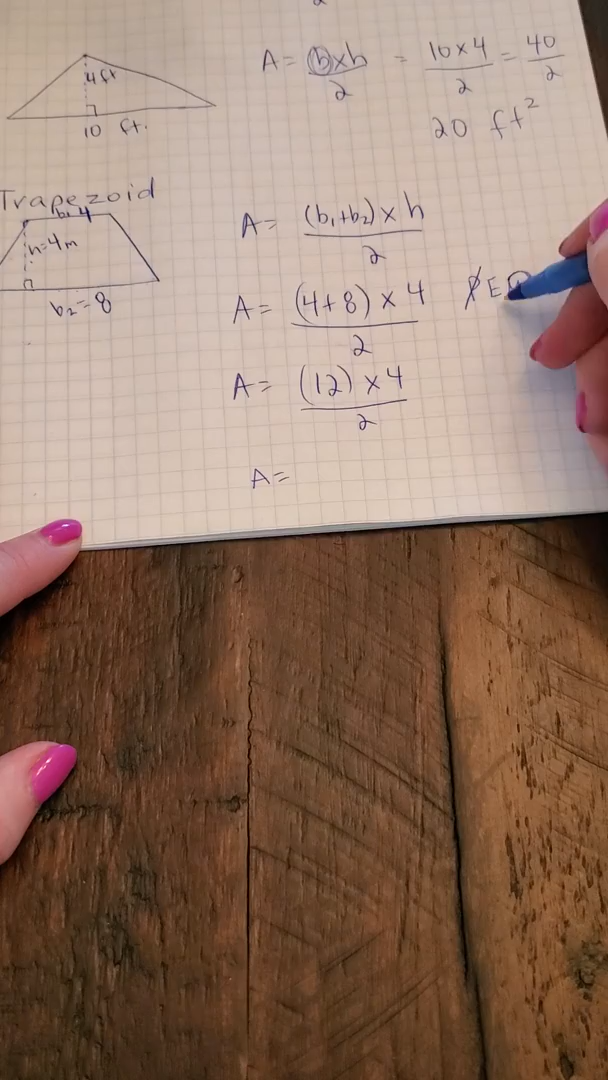 4ft
10 ft.
A= b×h/2 = 10×4/2 = 40/2
20 ft²
Trapezoid
b₁ 4
h=4m
b₂=8
A= (b₁+b₂)×h/2
A= (4+8)×4/2 PE
A= (12)×4/2
A=